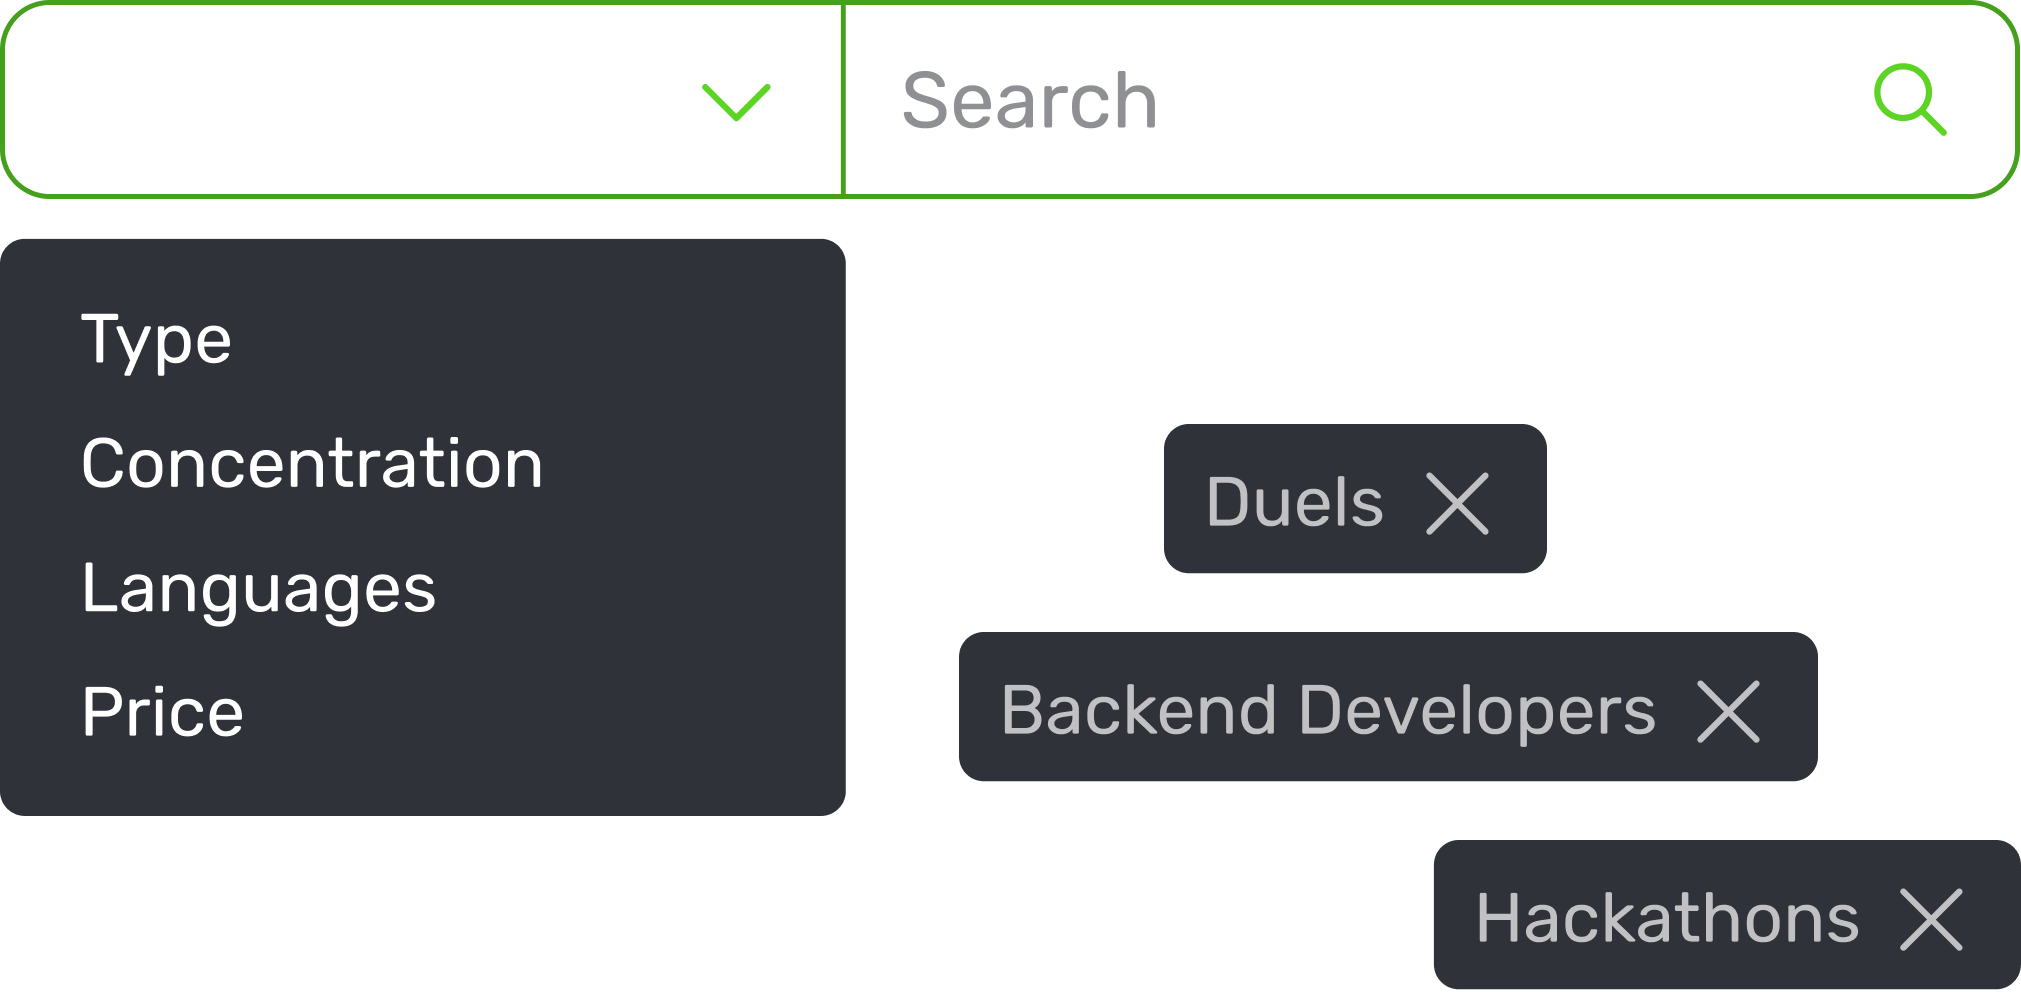 Search
Type
Concentration
Languages
Price
Duels
Backend Developers
Hackathons